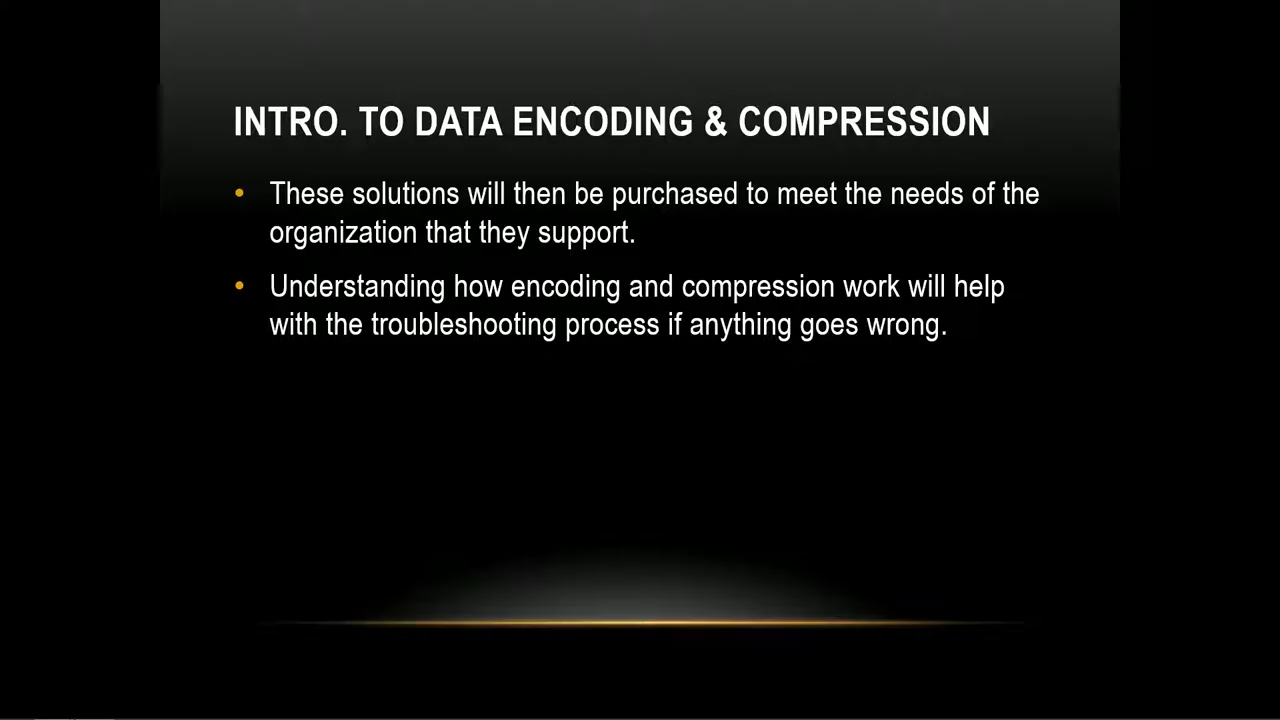 INTRO. TO DATA ENCODING & COMPRESSION
• These solutions will then be purchased to meet the needs of the
organization that they support.
• Understanding how encoding and compression work will help
with the troubleshooting process if anything goes wrong.